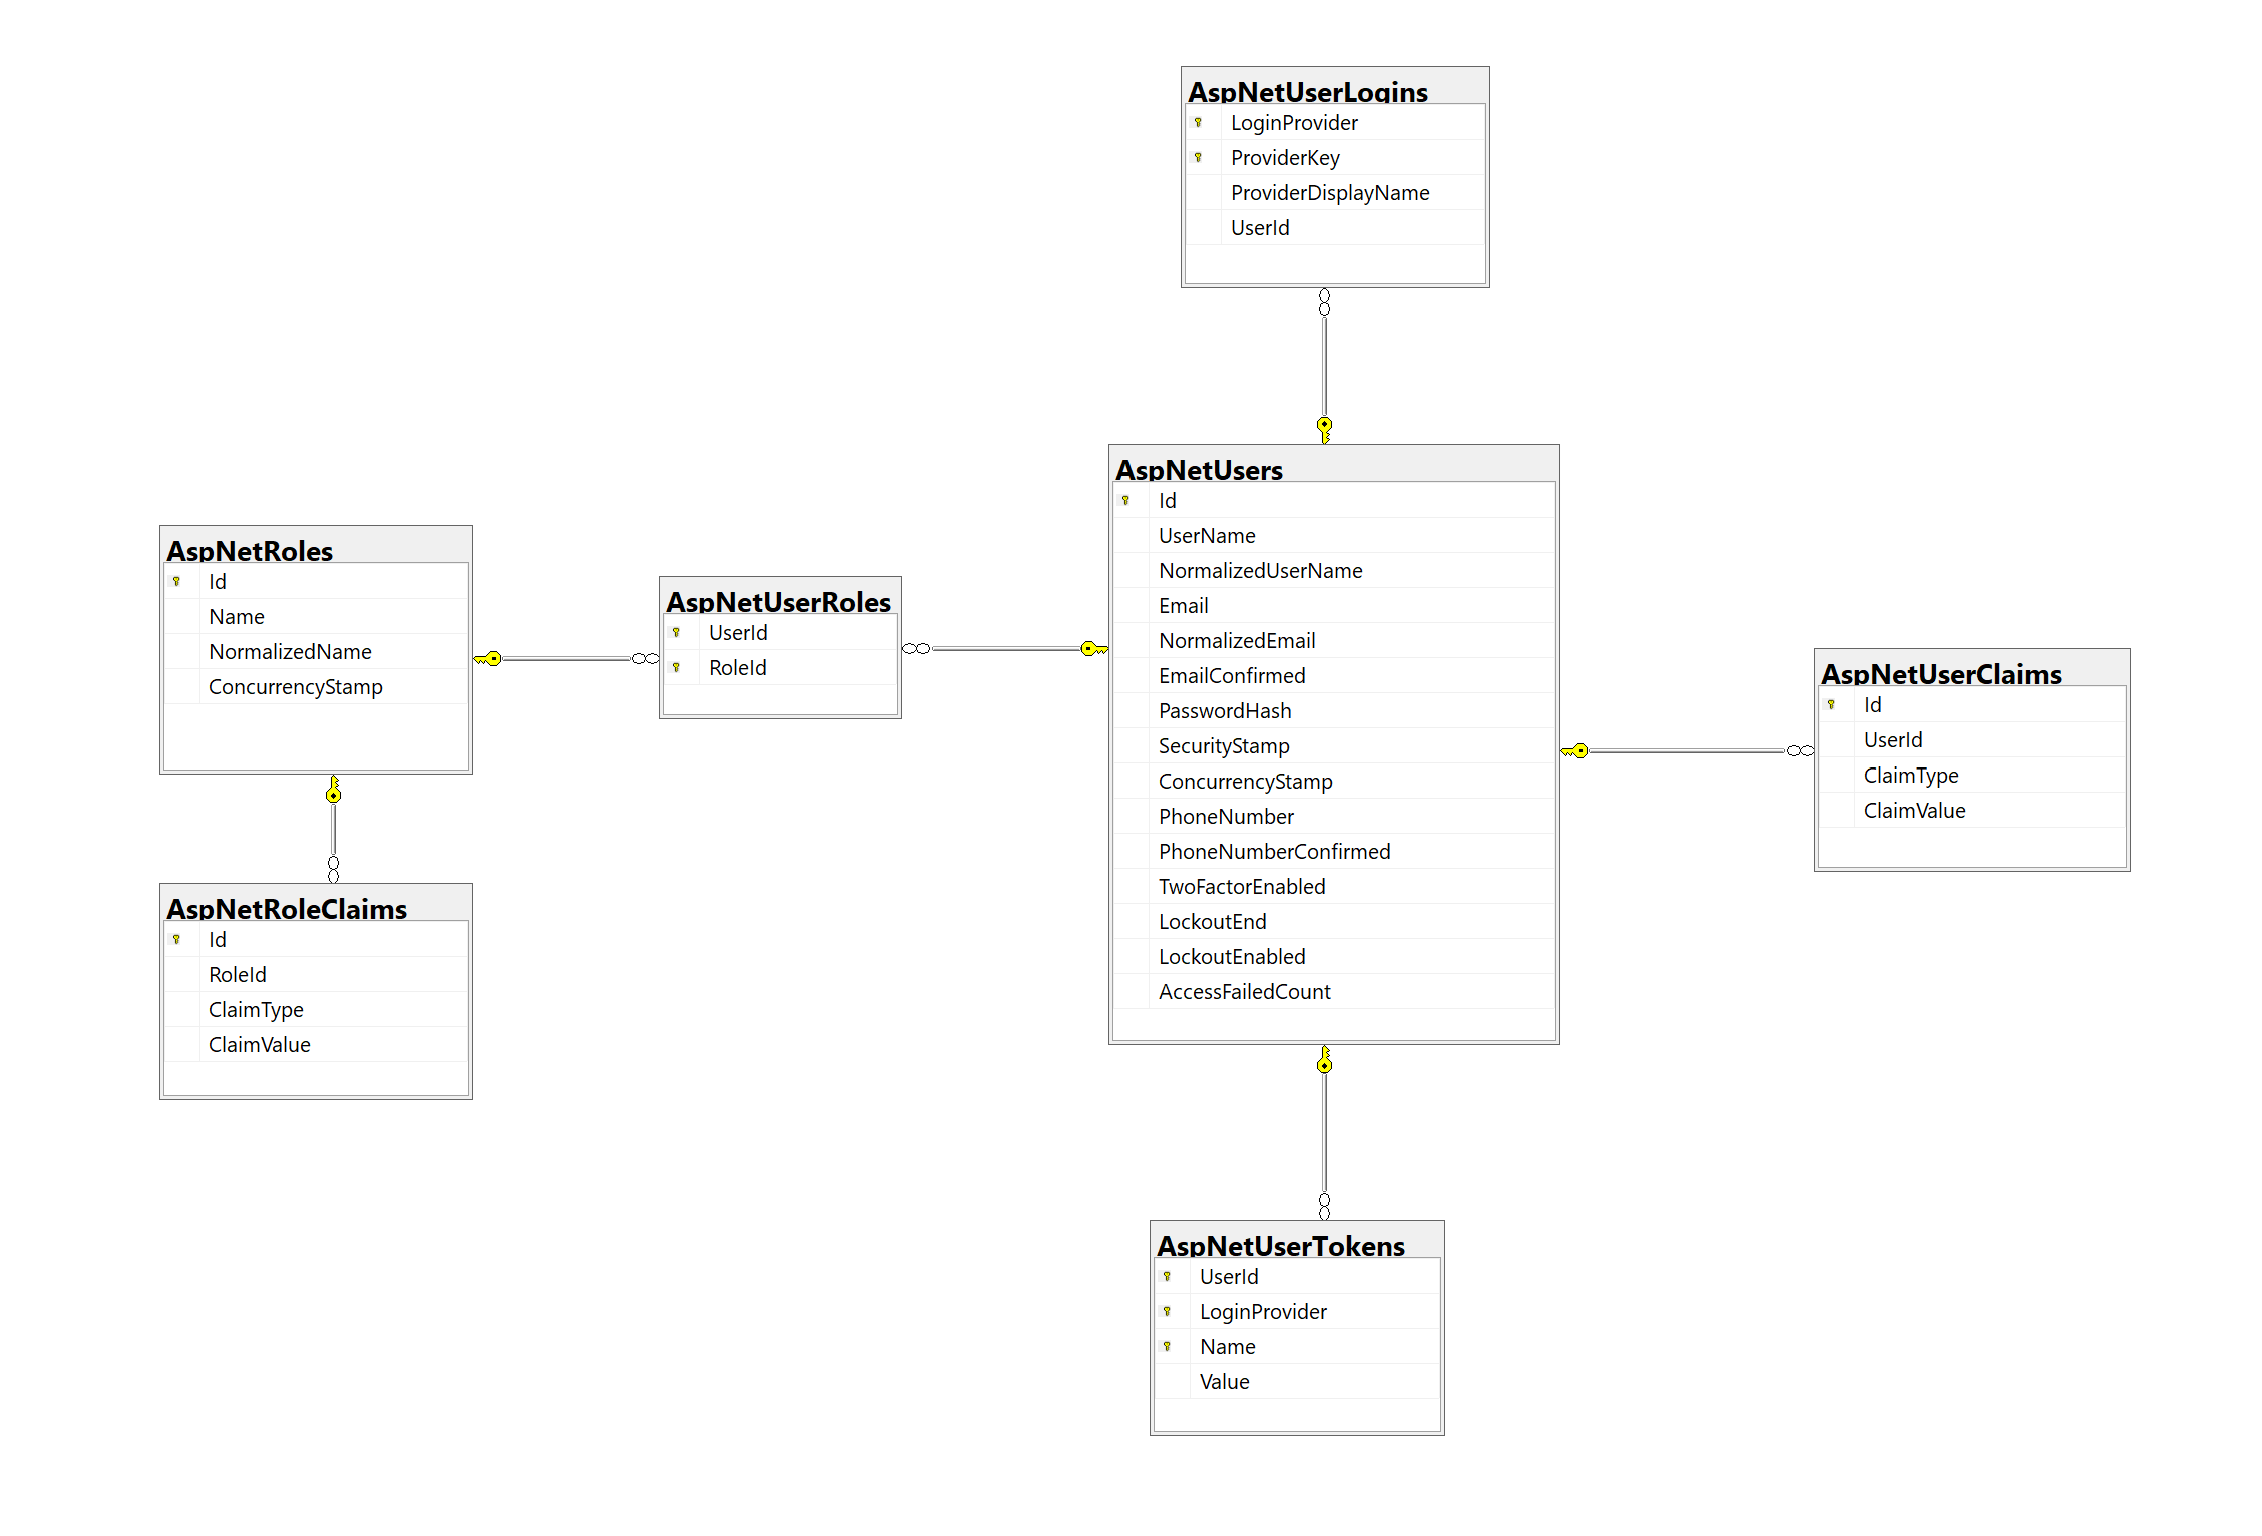 AspNetUserLogins
LoginProvider
ProviderKey
ProviderDisplayName
UserId
AspNetUsers
Id
UserName
NormalizedUserName
Email
NormalizedEmail
EmailConfirmed
PasswordHash
SecurityStamp
ConcurrencyStamp
PhoneNumber
PhoneNumberConfirmed
TwoFactorEnabled
LockoutEnd
LockoutEnabled
AccessFailedCount
AspNetRoles
Id
Name
NormalizedName
ConcurrencyStamp
AspNetUserRoles
UserId
RoleId
AspNetUserClaims
Id
UserId
ClaimType
ClaimValue
AspNetRoleClaims
Id
RoleId
ClaimType
ClaimValue
AspNetUserTokens
UserId
LoginProvider
Name
Value